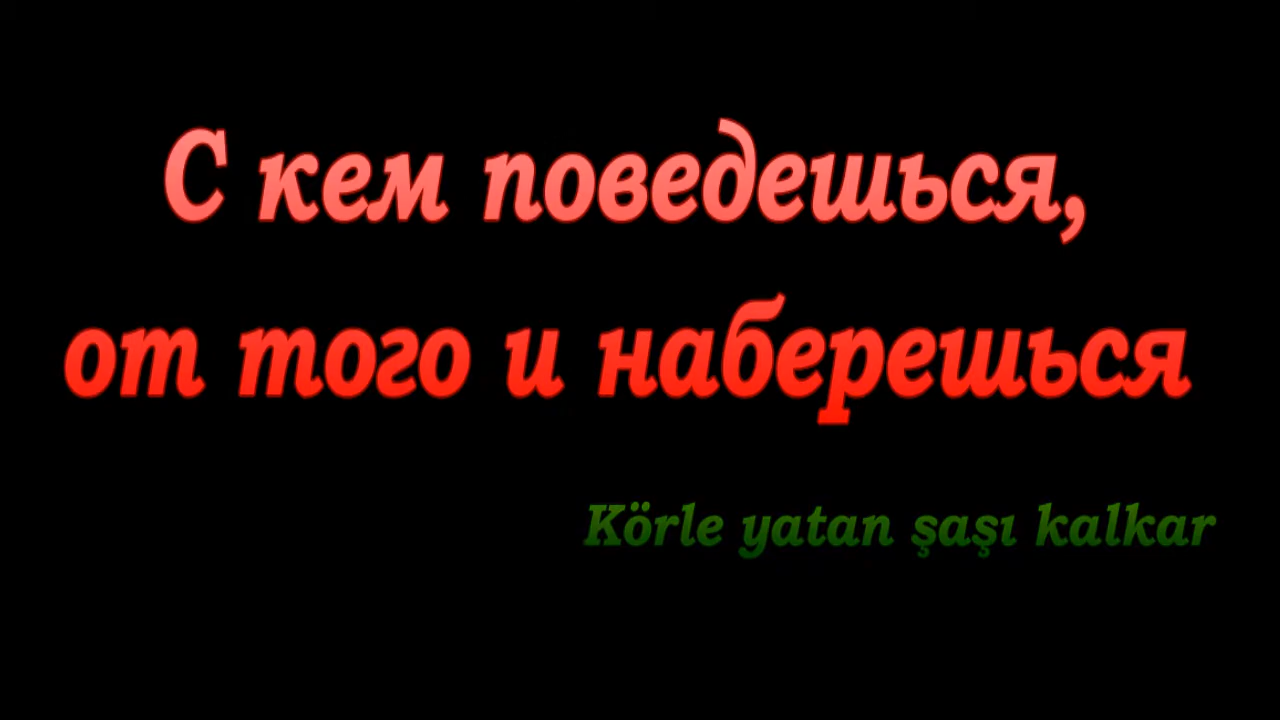 С кем поведешься,
от того и наберешься
Körle yatan şaşı kalkar